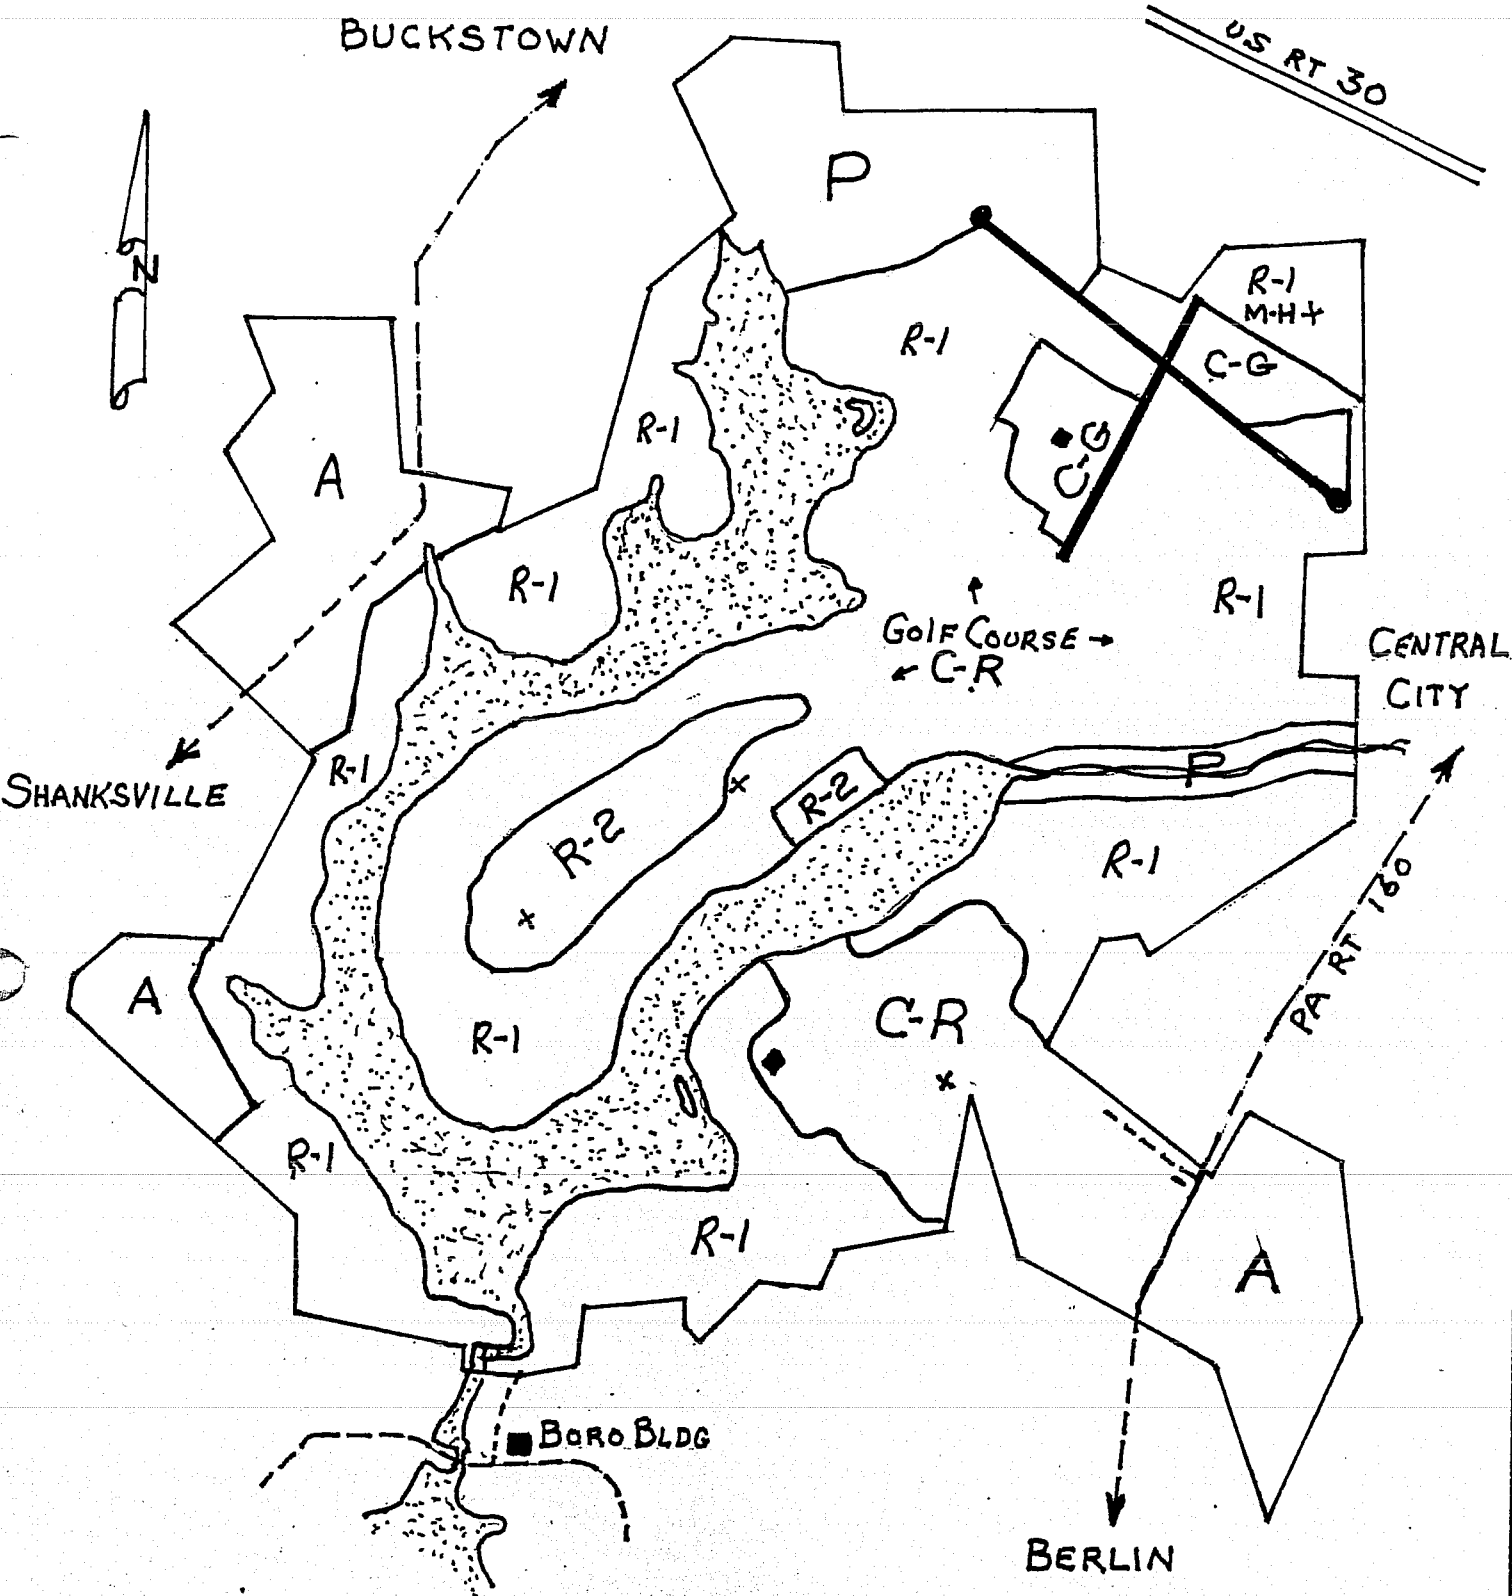 BUCKSTOWN
US RT 30
P
N
R-1
M-H+
R-1
C-G
R-1
A
C-G
R-1
R-1
GOLF COURSE
C-R
CENTRAL
CITY
R-1
SHANKSVILLE
P
R-2
R-2
R-1
PA RT 160
A
C-R
R-1
R-1
R-1
A
BORO BLDG
BERLIN